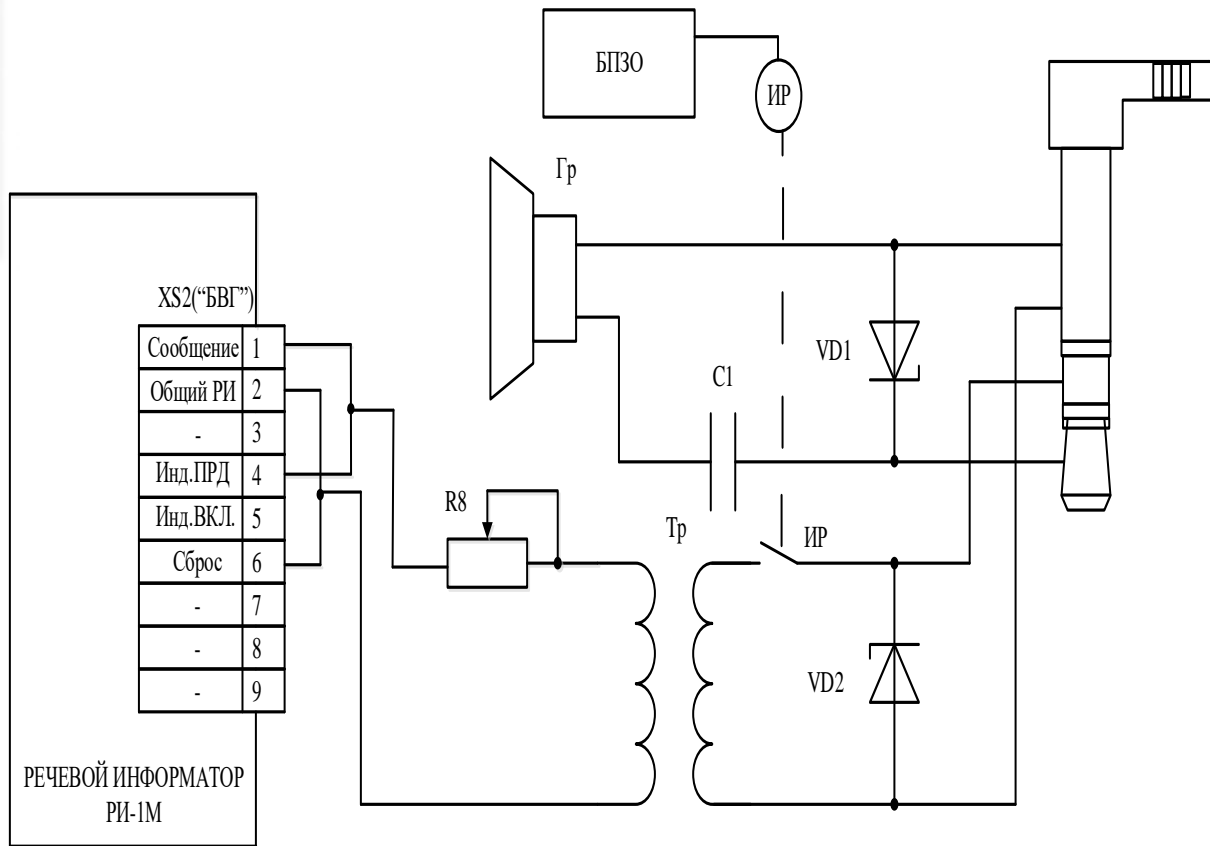 БПЗО
ИР
Гр
XS2(“БВГ”)
Сообщение 1
Общий РИ 2
- 3
Инд.ПРД 4
Инд.ВКЛ. 5
Сброс 6
- 7
- 8
- 9
VD1
C1
R8
Тр
ИР
VD2
РЕЧЕВОЙ ИНФОРМАТОР
РИ-1М